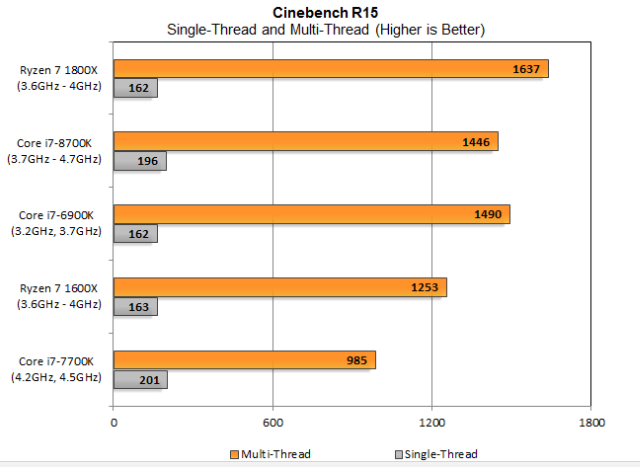 Cinebench R15
Single-Thread and Multi-Thread (Higher is Better)
Ryzen 7 1800X
(3.6GHz - 4GHz)
1637
162
Core i7-8700K
(3.7GHz - 4.7GHz)
1446
196
Core i7-6900K
(3.2GHz, 3.7GHz)
1490
162
Ryzen 7 1600X
(3.6GHz - 4GHz)
1253
163
Core i7-7700K
(4.2GHz, 4.5GHz)
985
201
0 600 1200 1800
Multi-Thread Single-Thread